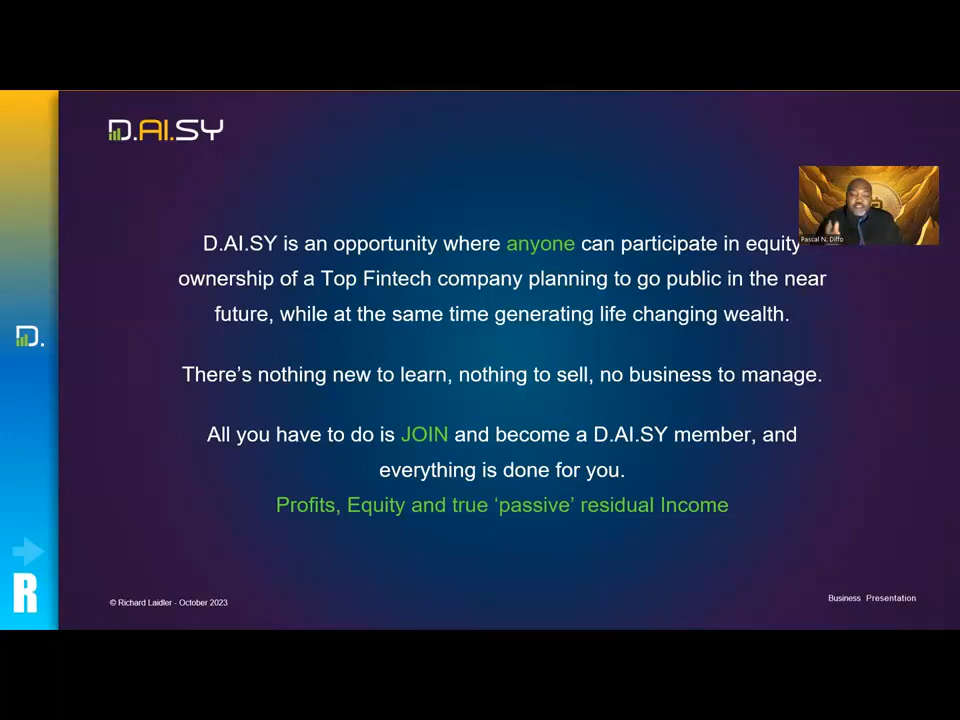 D.AI.SY
Pascal N. Diffo
D.AI.SY is an opportunity where anyone can participate in equity
ownership of a Top Fintech company planning to go public in the near
future, while at the same time generating life changing wealth.
D.
There’s nothing new to learn, nothing to sell, no business to manage.
All you have to do is JOIN and become a D.AI.SY member, and
everything is done for you.
Profits, Equity and true ‘passive’ residual Income
R
© Richard Laidler - October 2023
Business Presentation